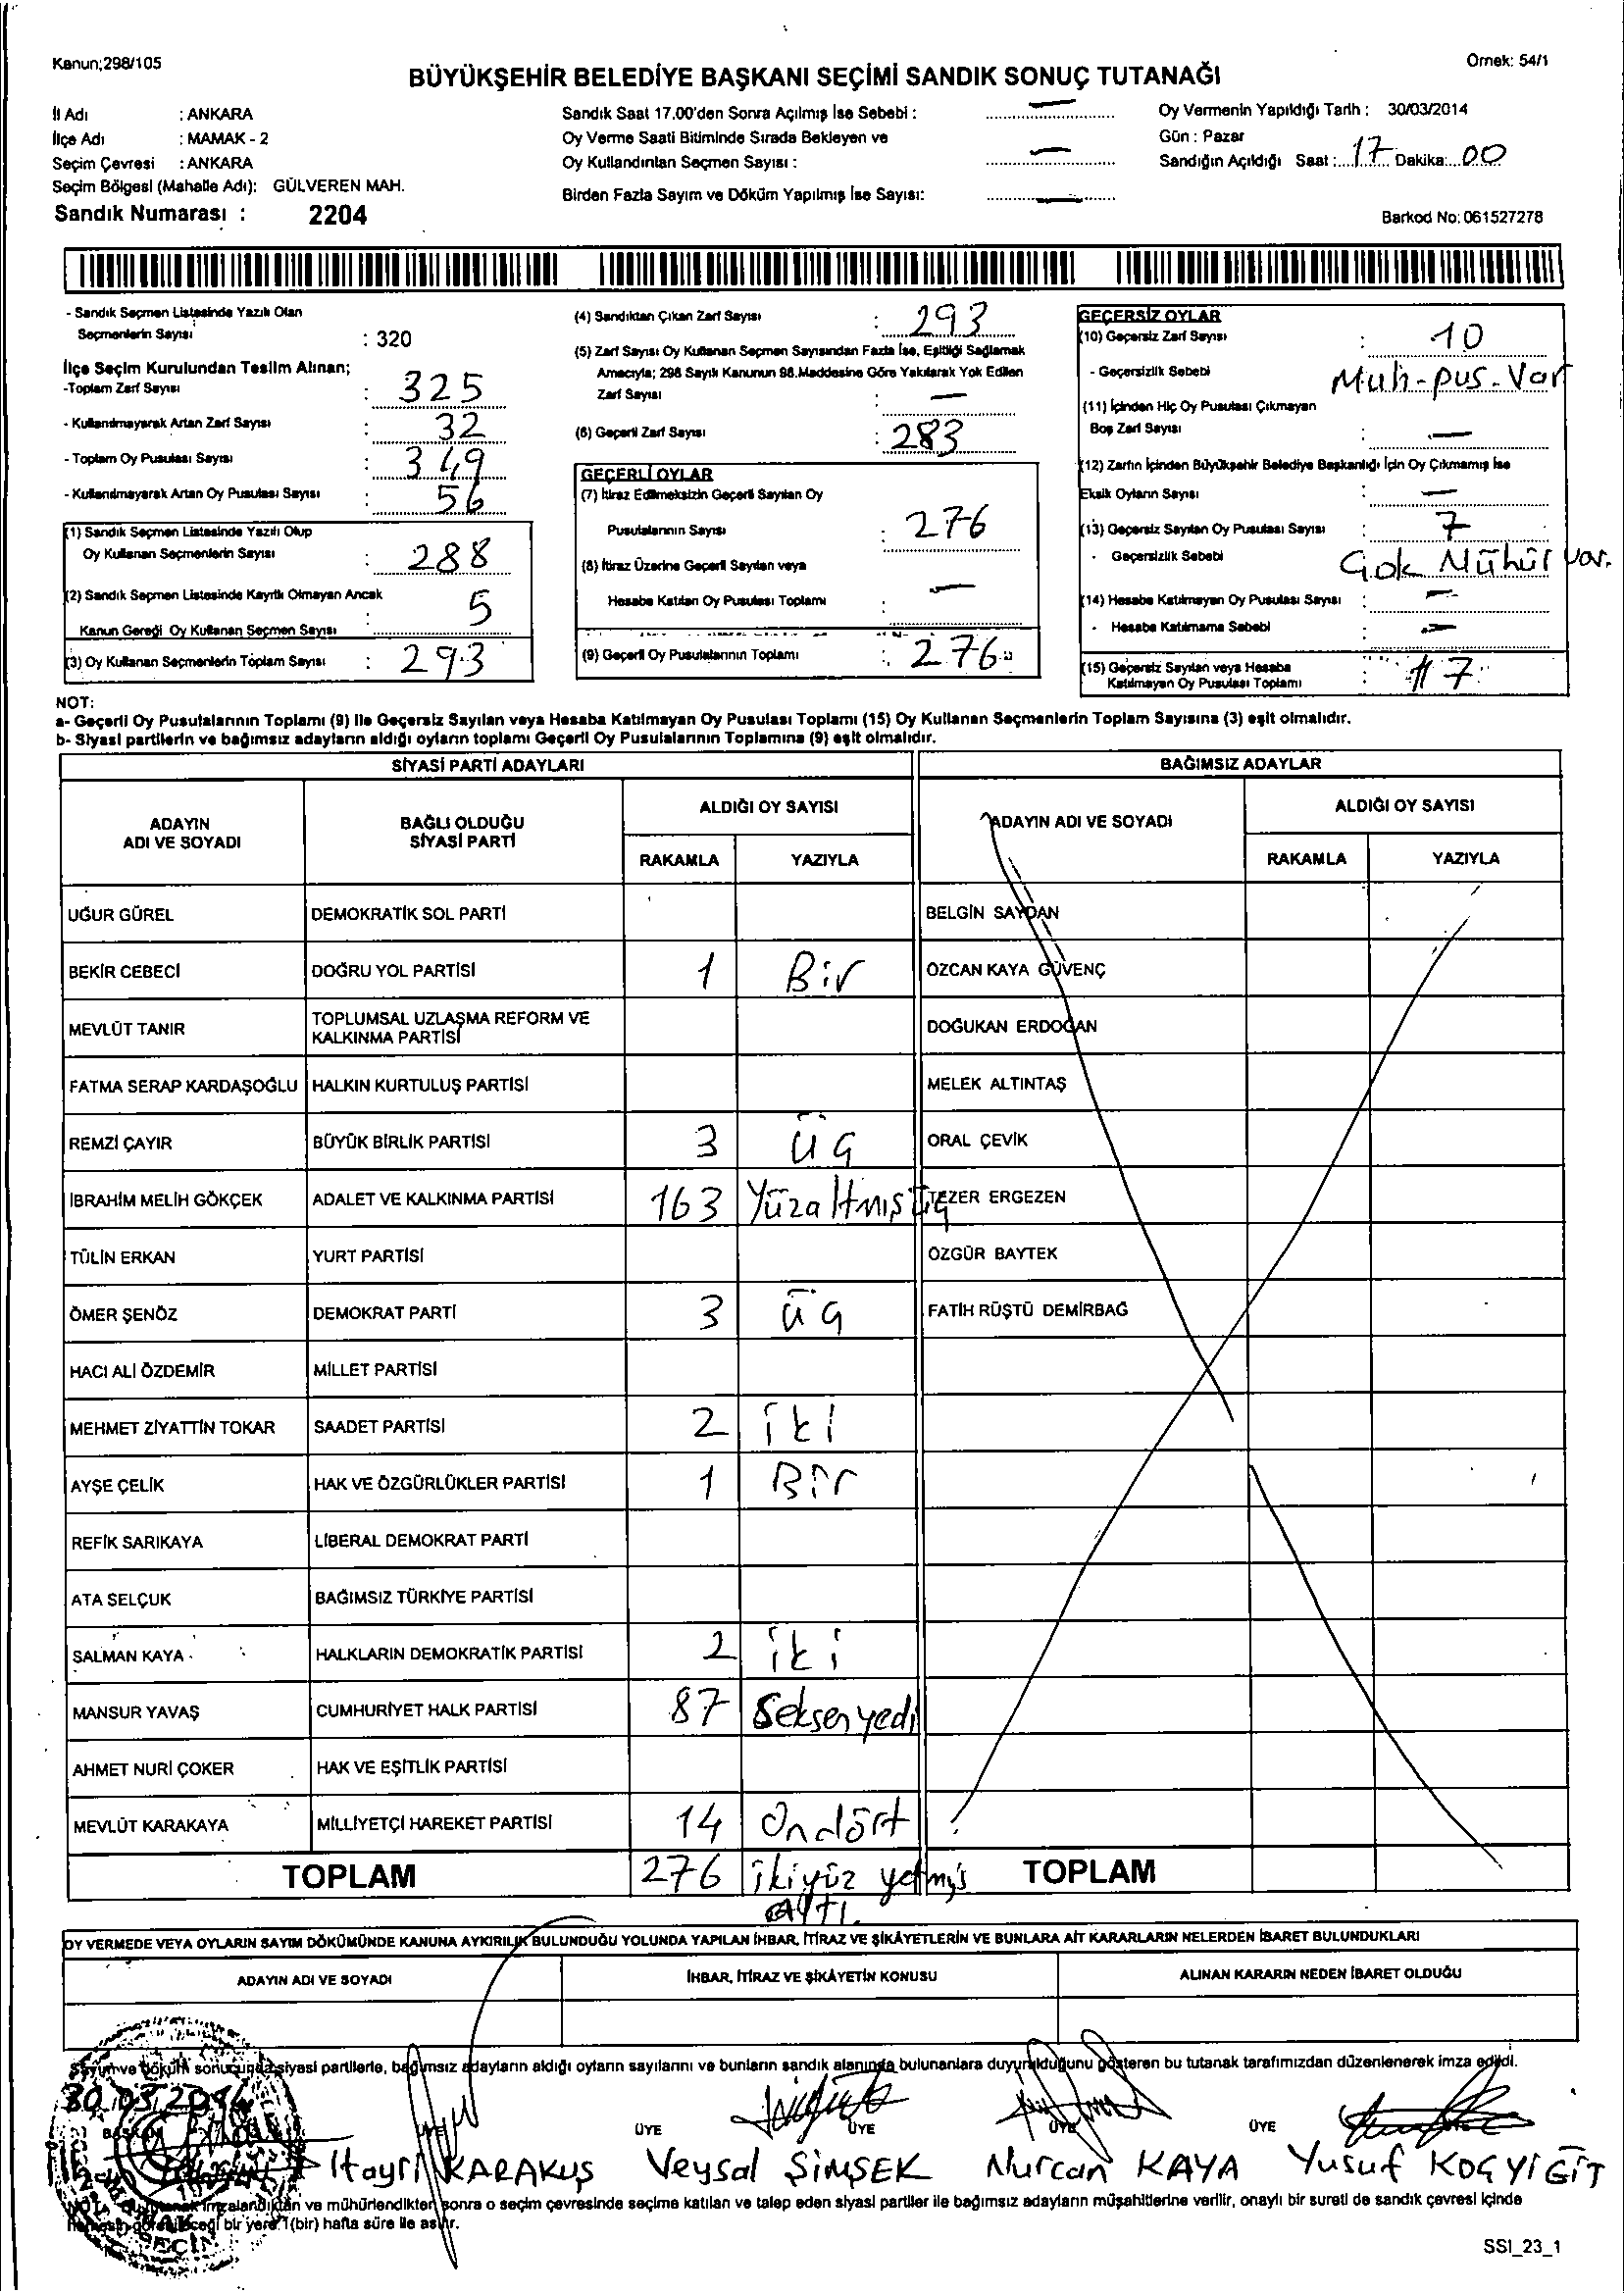 Kanun;298/105
Örnek: 54/1
BÜYÜKŞEHİR BELEDİYE BAŞKANI SEÇİMİ SANDIK SONUÇ TUTANAĞI
İl Adı : ANKARA
İlçe Adı : MAMAK - 2
Seçim Çevresi : ANKARA
Seçim Bölgesi (Mahalle Adı): GÜLVEREN MAH.
Sandık Numarası : 2204
Sandık Saat 17.00'den Sonra Açılmış İse Sebebi : —
Oy Verme Saati Bitiminde Sırada Bekleyen ve
Oy Kullandırılan Seçmen Sayısı : —
Birden Fazla Sayım ve Döküm Yapılmış İse Sayısı: —
Oy Vermenin Yapıldığı Tarih : 30/03/2014
Gün : Pazar
Sandığın Açıldığı Saat : 17 Dakika: 00
Barkod No: 061527278
- Sandık Seçmen Listesinde Yazılı Olan
Seçmenlerin Sayısı : 320
İlçe Seçim Kurulundan Teslim Alınan;
-Toplam Zarf Sayısı : 325
- Kullanılmayarak Artan Zarf Sayısı : 32
- Toplam Oy Pusulası Sayısı : 349
- Kullanılmayarak Artan Oy Pusulası Sayısı : 56
(1) Sandık Seçmen Listesinde Yazılı Olup
Oy Kullanan Seçmenlerin Sayısı : 288
(2) Sandık Seçmen Listesinde Kayıtlı Olmayan Ancak
Kanun Gereği Oy Kullanan Seçmen Sayısı : 5
(3) Oy Kullanan Seçmenlerin Toplam Sayısı : 293
(4) Sandıktan Çıkan Zarf Sayısı : 293
(5) Zarf Sayısı Oy Kullanan Seçmen Sayısından Fazla İse, Eşitliği Sağlamak
Amacıyla; 298 Sayılı Kanunun 98.Maddesine Göre Yakılarak Yok Edilen
Zarf Sayısı : —
(6) Geçerli Zarf Sayısı : 283
GEÇERLİ OYLAR
(7) İtiraz Edilmeksizin Geçerli Sayılan Oy
Pusulalarının Sayısı : 276
(8) İtiraz Üzerine Geçerli Sayılan veya
Hesaba Katılan Oy Pusulası Toplamı : —
(9) Geçerli Oy Pusulalarının Toplamı : 276
GEÇERSİZ OYLAR
(10) Geçersiz Zarf Sayısı : 10
- Geçersizlik Sebebi Muh-pus-Var
(11) İçinden Hiç Oy Pusulası Çıkmayan
Boş Zarf Sayısı : —
(12) Zarfın İçinden Büyükşehir Belediye Başkanlığı İçin Oy Çıkmamış İse
Eksik Oyların Sayısı : —
(13) Geçersiz Sayılan Oy Pusulası Sayısı : 7
- Geçersizlik Sebebi Çok Mühür var.
(14) Hesaba Katılmayan Oy Pusulası Sayısı : —
- Hesaba Katılmama Sebebi : —
(15) Geçersiz Sayılan veya Hesaba
Katılmayan Oy Pusulası Toplamı : 7
NOT:
a- Geçerli Oy Pusulalarının Toplamı (9) ile Geçersiz Sayılan veya Hesaba Katılmayan Oy Pusulası Toplamı (15) Oy Kullanan Seçmenlerin Toplam Sayısına (3) eşit olmalıdır.
b- Siyasi partilerin ve bağımsız adayların aldığı oyların toplamı Geçerli Oy Pusulalarının Toplamına (9) eşit olmalıdır.
SİYASİ PARTİ ADAYLARI
BAĞIMSIZ ADAYLAR
ADAYIN ADI VE SOYADI
BAĞLI OLDUĞU SİYASİ PARTİ
ALDIĞI OY SAYISI
RAKAMLA YAZIYLA
ADAYIN ADI VE SOYADI
ALDIĞI OY SAYISI
RAKAMLA YAZIYLA
UĞUR GÜREL DEMOKRATİK SOL PARTİ BELGİN SAYDAN
BEKİR CEBECİ DOĞRU YOL PARTİSİ 1 Bir ÖZCAN KAYA GÜVENÇ
MEVLÜT TANIR TOPLUMSAL UZLAŞMA REFORM VE KALKINMA PARTİSİ DOĞUKAN ERDOĞAN
FATMA SERAP KARDAŞOĞLU HALKIN KURTULUŞ PARTİSİ MELEK ALTINTAŞ
REMZİ ÇAYIR BÜYÜK BİRLİK PARTİSİ 3 üç ORAL ÇEVİK
İBRAHİM MELİH GÖKÇEK ADALET VE KALKINMA PARTİSİ 163 Yüzaltmışüç TEZER ERGEZEN
TÜLİN ERKAN YURT PARTİSİ ÖZGÜR BAYTEK
ÖMER ŞENÖZ DEMOKRAT PARTİ 3 üç FATİH RÜŞTÜ DEMİRBAĞ
HACI ALİ ÖZDEMİR MİLLET PARTİSİ
MEHMET ZİYATTİN TOKAR SAADET PARTİSİ 2 iki
AYŞE ÇELİK HAK VE ÖZGÜRLÜKLER PARTİSİ 1 Bir
REFİK SARIKAYA LİBERAL DEMOKRAT PARTİ
ATA SELÇUK BAĞIMSIZ TÜRKİYE PARTİSİ
SALMAN KAYA HALKLARIN DEMOKRATİK PARTİSİ 2 iki
MANSUR YAVAŞ CUMHURİYET HALK PARTİSİ 87 Seksenyedi
AHMET NURİ ÇOKER HAK VE EŞİTLİK PARTİSİ
MEVLÜT KARAKAYA MİLLİYETÇİ HAREKET PARTİSİ 14 Ondört
TOPLAM 276 ikiyüz yetmiş altı. TOPLAM
OY VERMEDE VEYA OYLARIN SAYIM DÖKÜMÜNDE KANUNA AYKIRILIK BULUNDUĞU YOLUNDA YAPILAN İHBAR, İTİRAZ VE ŞİKÂYETLERİN VE BUNLARA AİT KARARLARIN NELERDEN İBARET BULUNDUKLARI
ADAYIN ADI VE SOYADI İHBAR, İTİRAZ VE ŞİKÂYETİN KONUSU ALINAN KARARIN NEDEN İBARET OLDUĞU
Sayım ve döküm sonucunda siyasi partilerle, bağımsız adayların aldığı oyların sayılarını ve bunların sandık alanında bulunanlara duyurulduğunu gösteren bu tutanak tarafımızdan düzenlenerek imza edildi.
30.03.2014
BAŞKAN ÜYE ÜYE ÜYE ÜYE ÜYE
Hayri KARAKUŞ Veysal ŞİMŞEK Nurcan KAYA Yusuf KOÇYİĞİT
NOT: Bu tutanak imzalandıktan ve mühürlendikten sonra o seçim çevresinde seçime katılan ve talep eden siyasi partiler ile bağımsız adayların müşahitlerine verilir, onaylı bir sureti de sandık çevresi içinde
herkesin görebileceği bir yere 1(bir) hafta süre ile asılır.
SSI_23_1